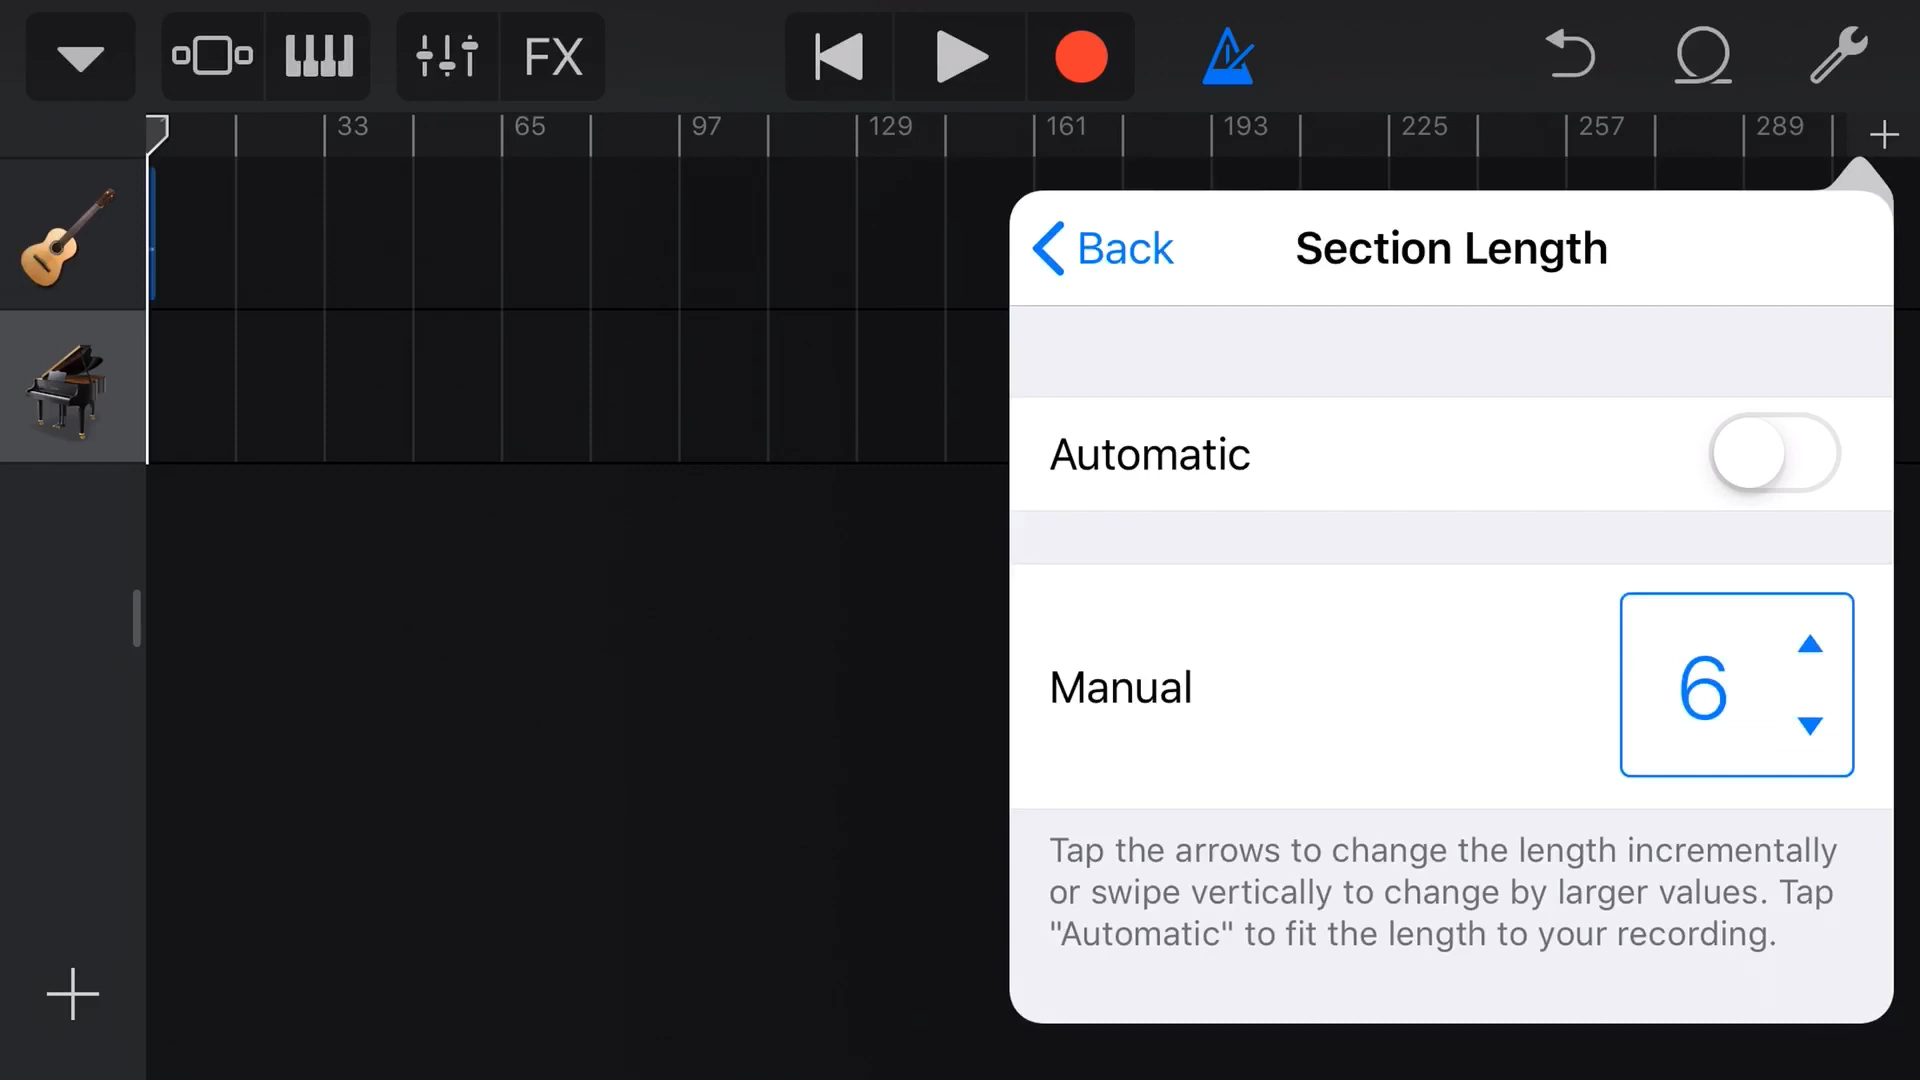 FX
33 65 97 129 161 193 225 257 289
Back
Section Length
Automatic
Manual
6
Tap the arrows to change the length incrementally
or swipe vertically to change by larger values. Tap
"Automatic" to fit the length to your recording.